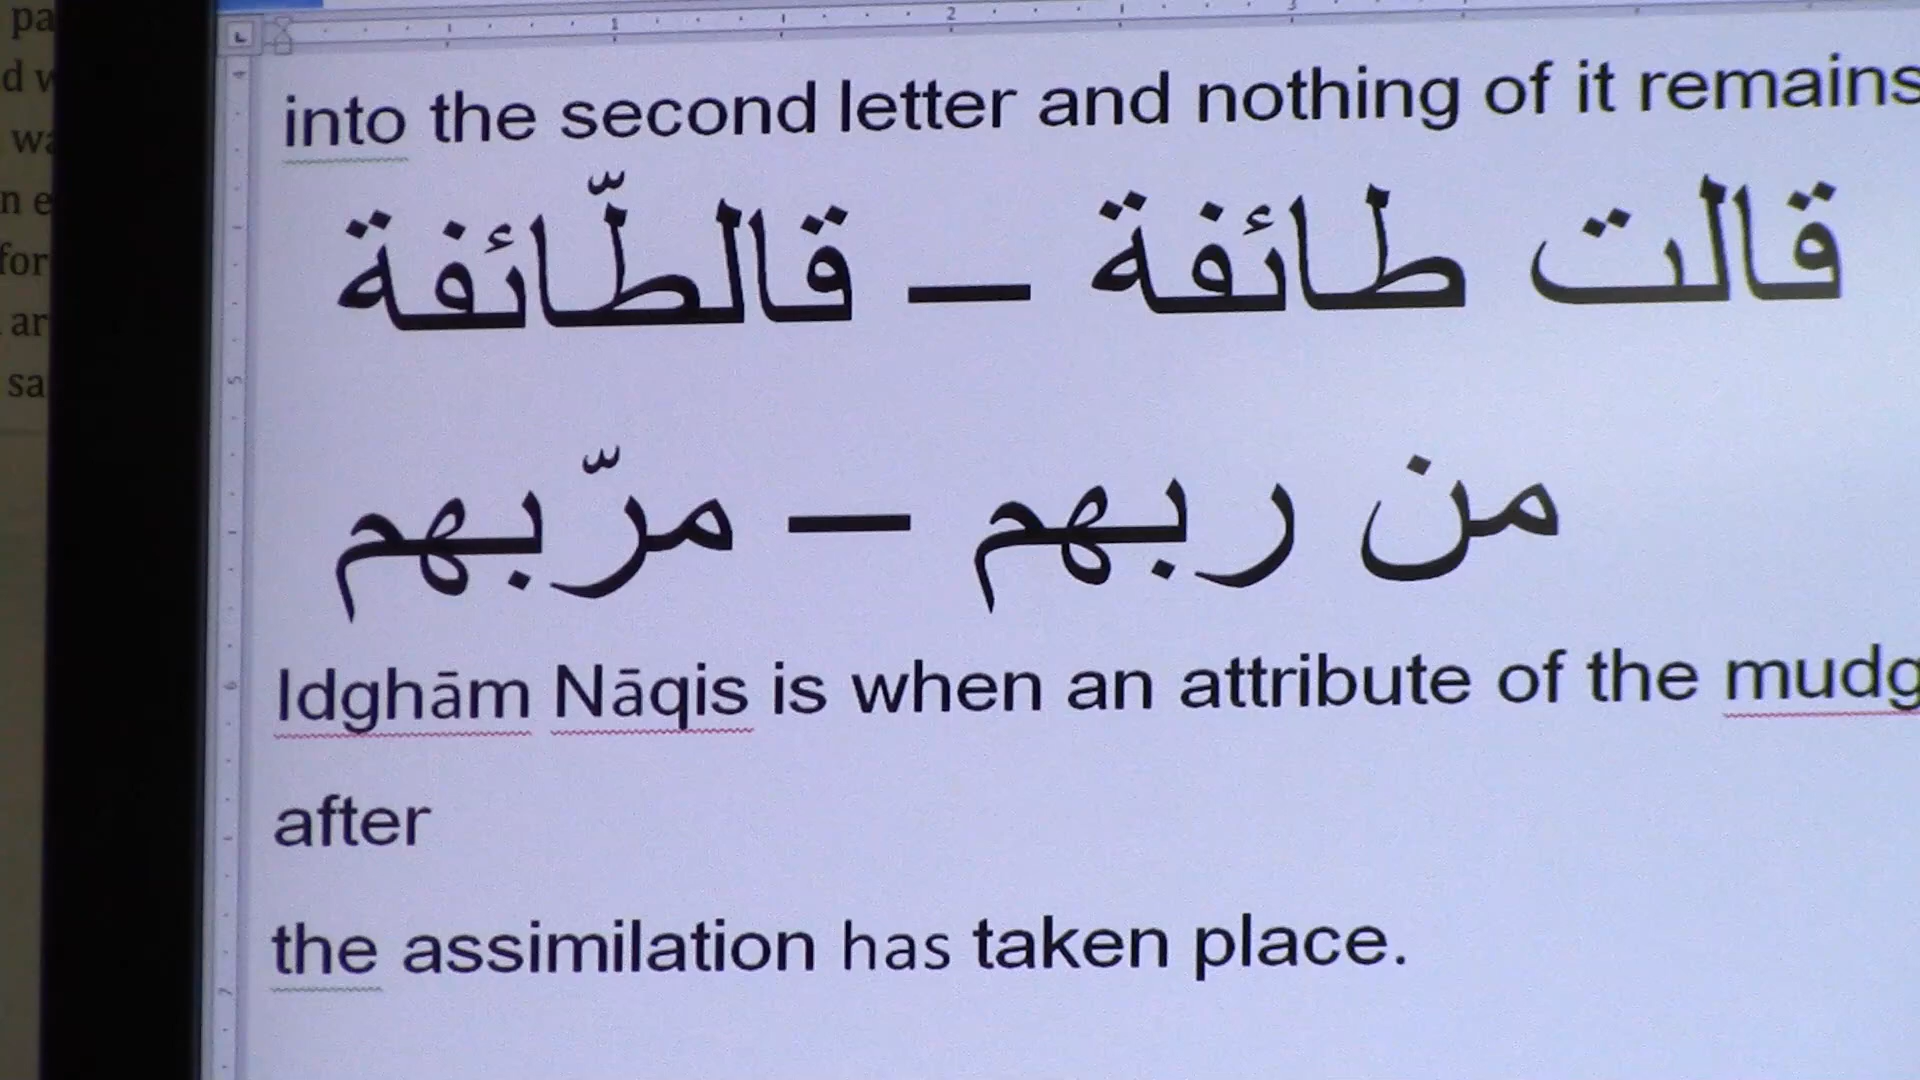 into the second letter and nothing of it remains
قالت طائفة – قالطّائفة
من ربهم – مرّبهم
Idghām Nāqis is when an attribute of the
after
the assimilation has taken place.